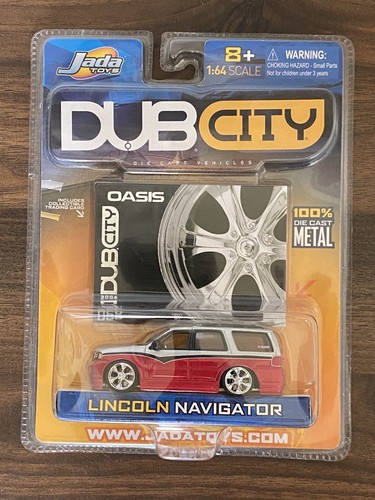 Jada
TOYS
8+
1:64 SCALE
WARNING:
CHOKING HAZARD - Small Parts
Not for children under 3 years
DUB CITY
DIE CAST VEHICLES
INCLUDES
COLLECTIBLE
TRADING CARD
OASIS
DUB CITY
2004
100%
DIE CAST
METAL
LINCOLN NAVIGATOR
WWW.JADATOYS.COM